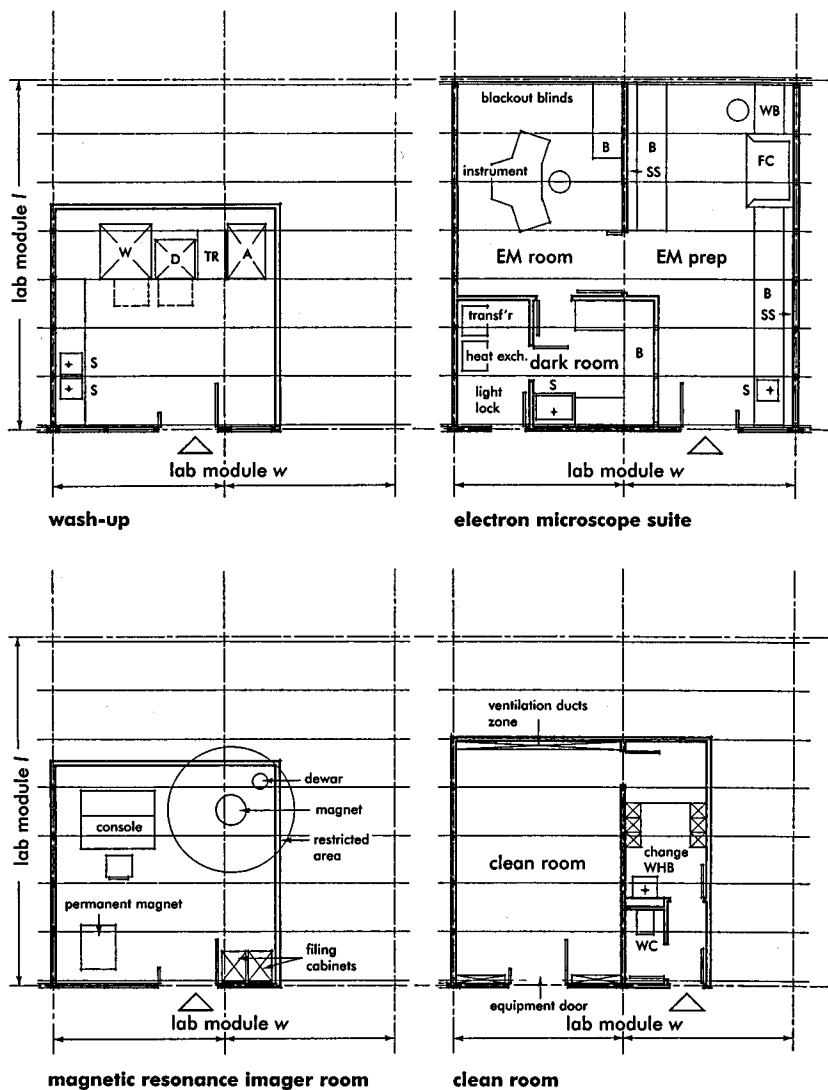 lab module l
W
D
TR
A
S
S
lab module w
wash-up
blackout blinds
B
B
SS
WB
FC
instrument
EM room
EM prep
B
SS
transf'r
heat exch.
dark room
B
light
lock
S
S
lab module w
electron microscope suite
lab module l
dewar
magnet
restricted
area
console
permanent magnet
filing
cabinets
lab module w
magnetic resonance imager room
ventilation ducts
zone
clean room
change
WHB
WC
equipment door
lab module w
clean room